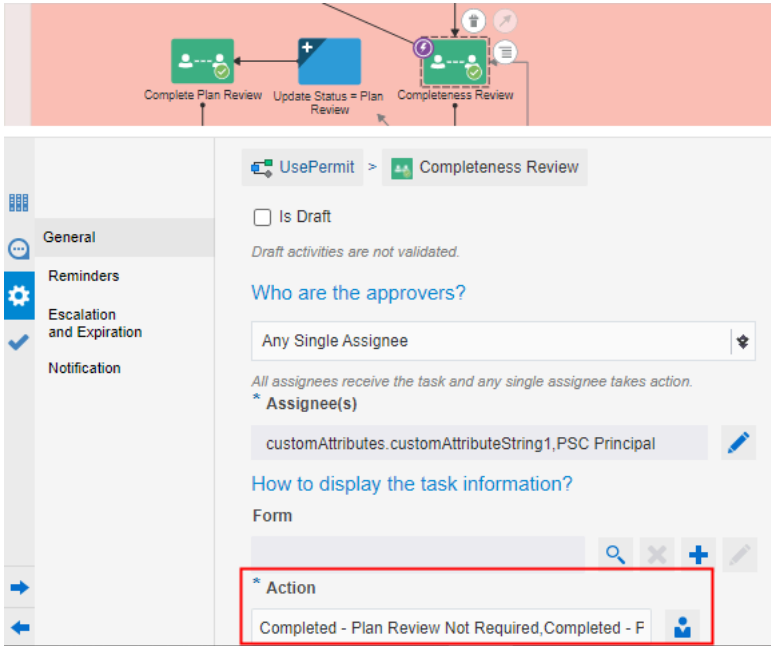 Complete Plan Review
Update Status = Plan
Review
Completeness Review
UsePermit > Completeness Review
Is Draft
General
Draft activities are not validated.
Reminders
Who are the approvers?
Escalation
and Expiration
Any Single Assignee
Notification
All assignees receive the task and any single assignee takes action.
* Assignee(s)
customAttributes.customAttributeString1,PSC Principal
How to display the task information?
Form
* Action
Completed - Plan Review Not Required,Completed - F